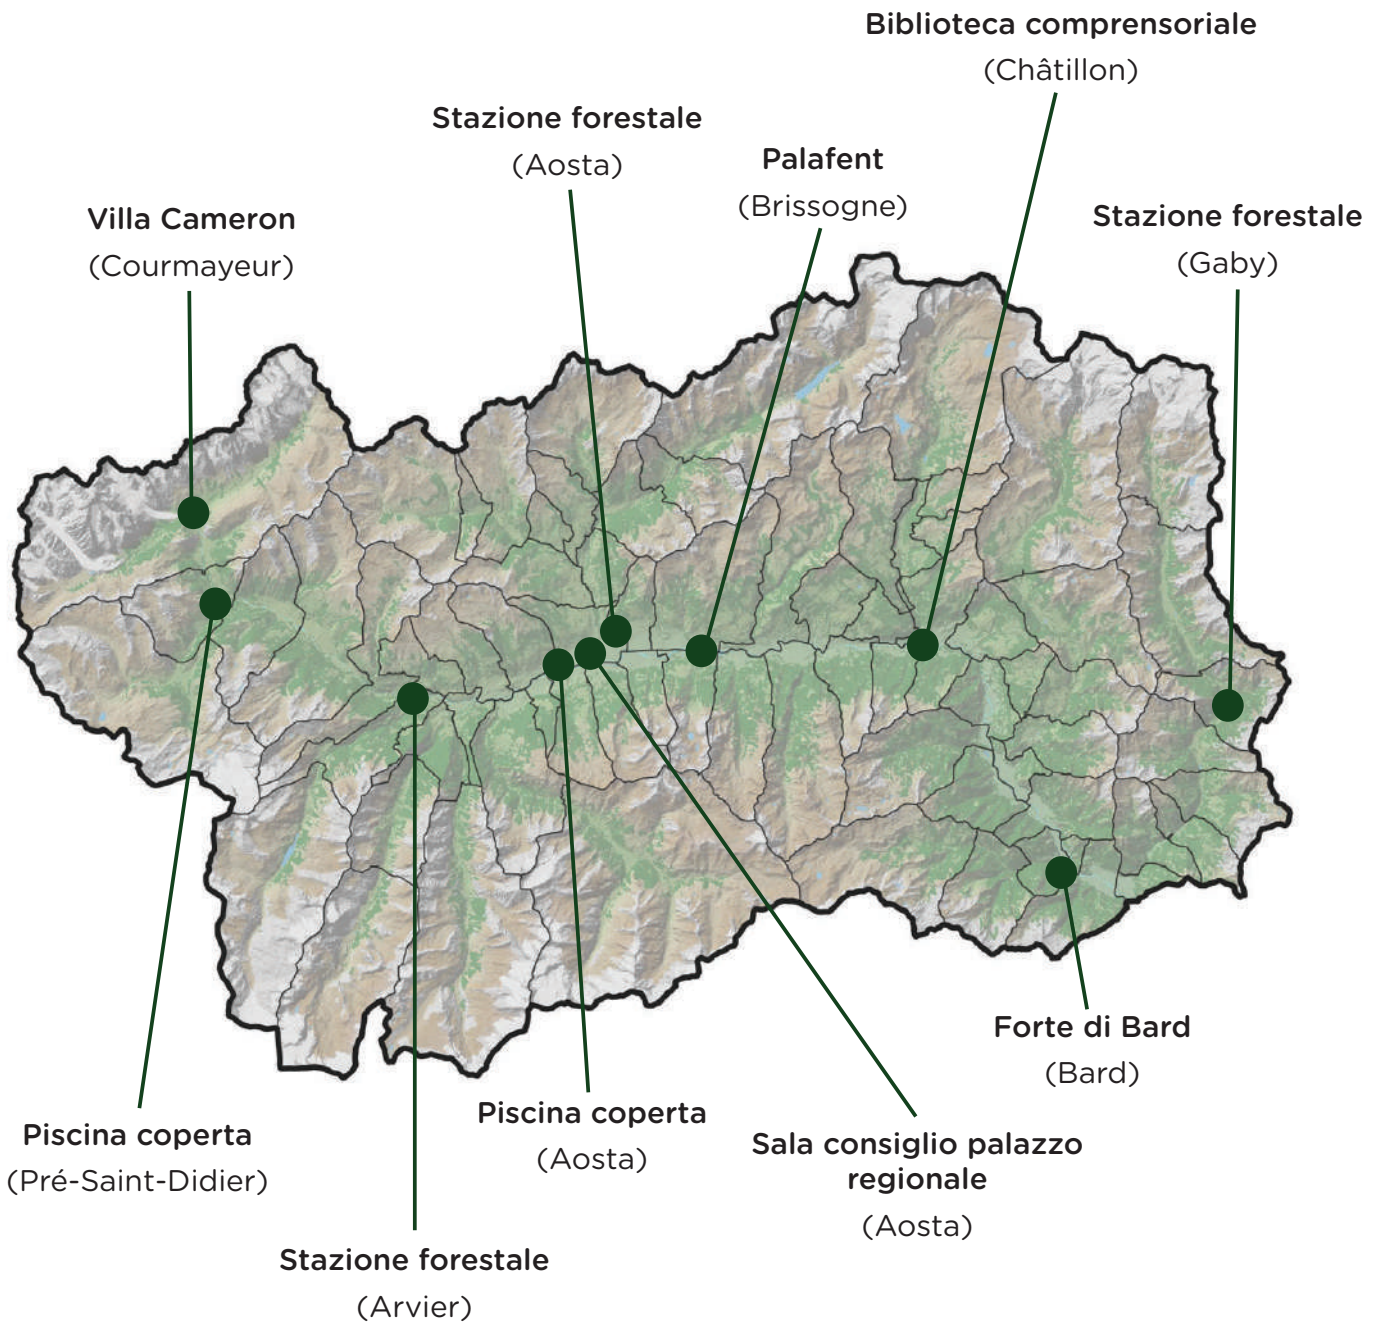 Biblioteca comprensoriale
(Châtillon)
Stazione forestale
(Aosta)
Palafent
(Brissogne)
Villa Cameron
(Courmayeur)
Stazione forestale
(Gaby)
Forte di Bard
(Bard)
Piscina coperta
(Aosta)
Piscina coperta
(Pré-Saint-Didier)
Sala consiglio palazzo
regionale
(Aosta)
Stazione forestale
(Arvier)